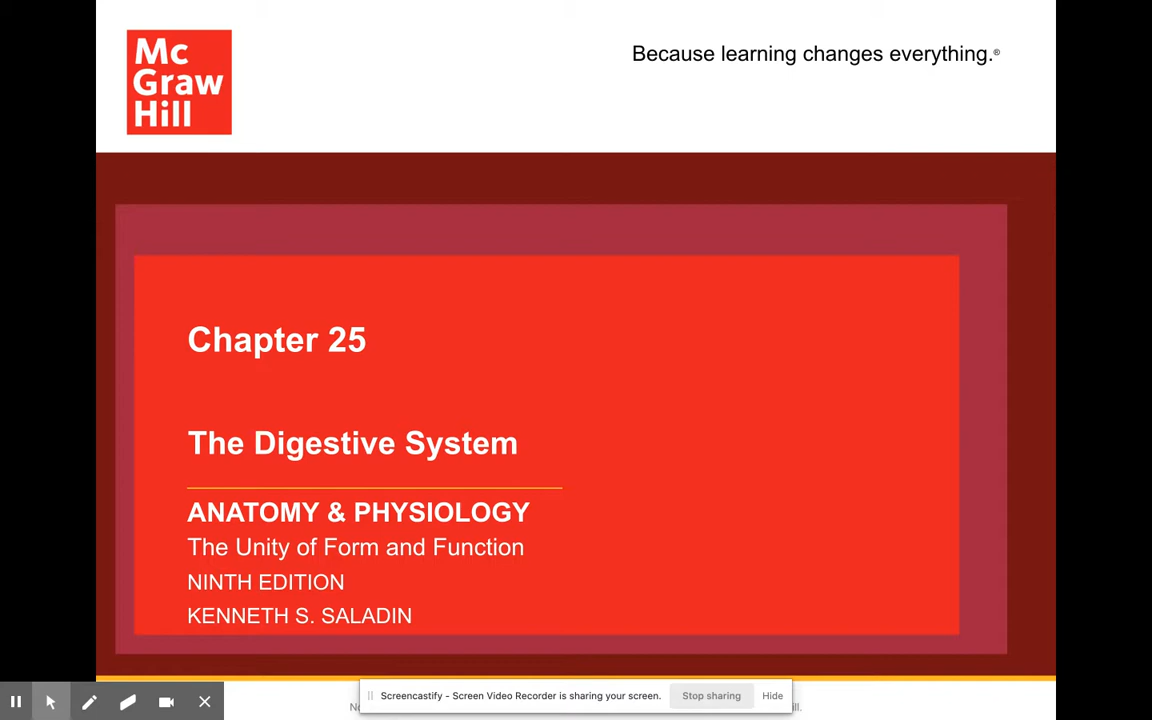 Mc
Graw
Hill
Because learning changes everything.®
Chapter 25
The Digestive System
ANATOMY & PHYSIOLOGY
The Unity of Form and Function
NINTH EDITION
KENNETH S. SALADIN
Screencastify - Screen Video Recorder is sharing your screen.
Stop sharing
Hide